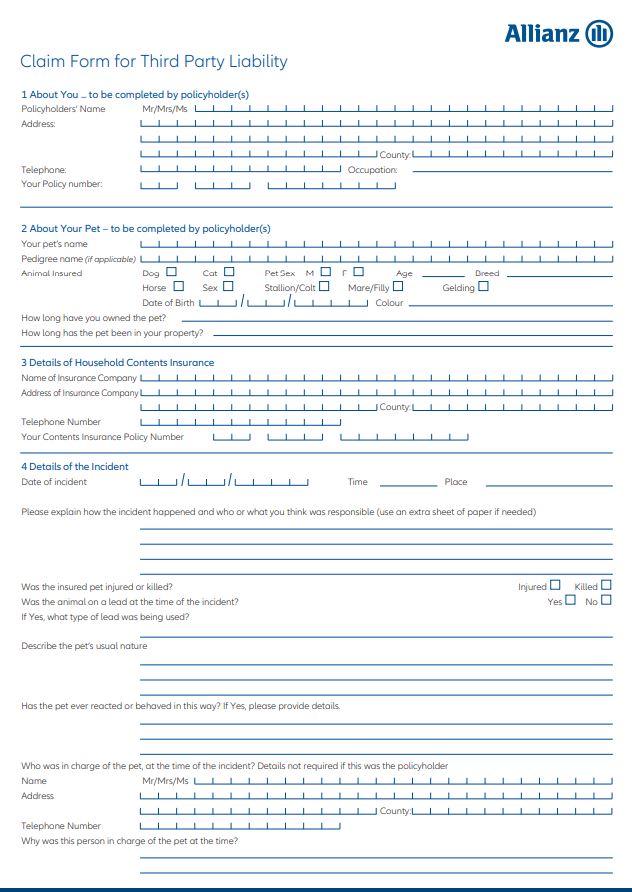 Allianz
Claim Form for Third Party Liability
1 About You – to be completed by policyholder(s)
Policyholders' Name Mr/Mrs/Ms
Address:
County:
Telephone: Occupation:
Your Policy number:
2 About Your Pet – to be completed by policyholder(s)
Your pet's name
Pedigree name (if applicable)
Animal Insured Dog Cat Pet Sex M F Age Breed
Horse Sex Stallion/Colt Mare/Filly Gelding
Date of Birth / / Colour
How long have you owned the pet?
How long has the pet been in your property?
3 Details of Household Contents Insurance
Name of Insurance Company
Address of Insurance Company
County:
Telephone Number
Your Contents Insurance Policy Number
4 Details of the Incident
Date of incident / / Time Place
Please explain how the incident happened and who or what you think was responsible (use an extra sheet of paper if needed)
Was the insured pet injured or killed? Injured Killed
Was the animal on a lead at the time of the incident? Yes No
If Yes, what type of lead was being used?
Describe the pet's usual nature
Has the pet ever reacted or behaved in this way? If Yes, please provide details.
Who was in charge of the pet, at the time of the incident? Details not required if this was the policyholder
Name Mr/Mrs/Ms
Address
County:
Telephone Number
Why was this person in charge of the pet at the time?